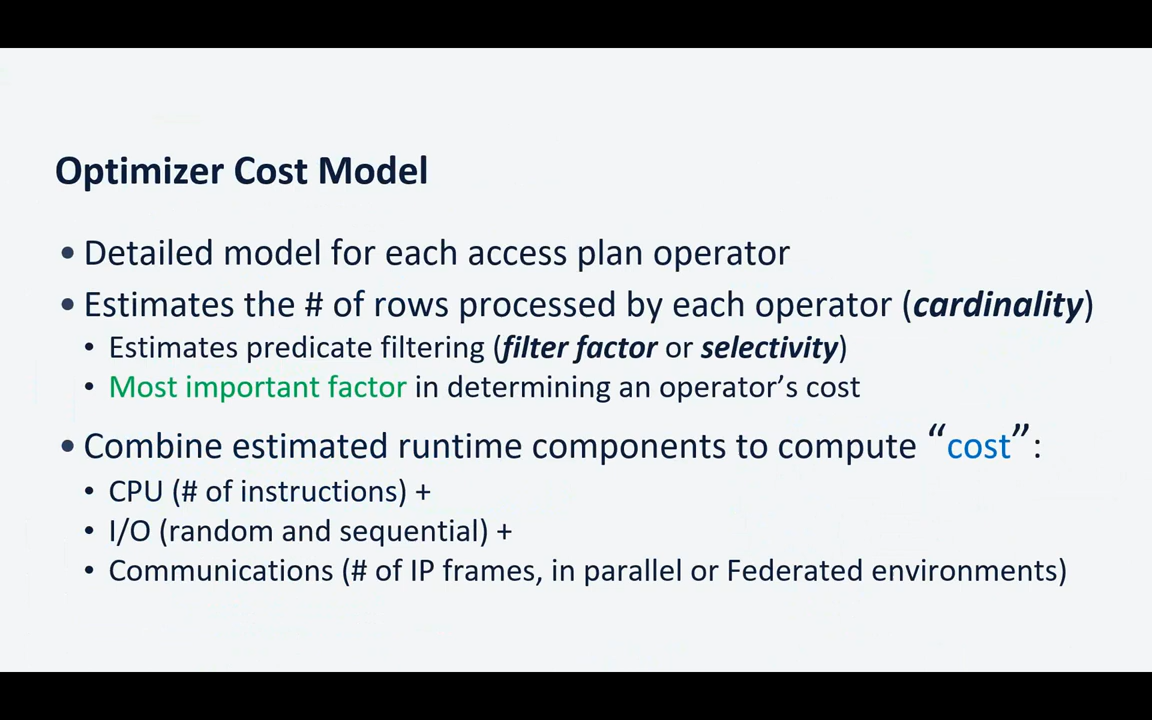 Optimizer Cost Model
• Detailed model for each access plan operator
• Estimates the # of rows processed by each operator (cardinality)
• Estimates predicate filtering (filter factor or selectivity)
• Most important factor in determining an operator’s cost
• Combine estimated runtime components to compute “cost”:
• CPU (# of instructions) +
• I/O (random and sequential) +
• Communications (# of IP frames, in parallel or Federated environments)